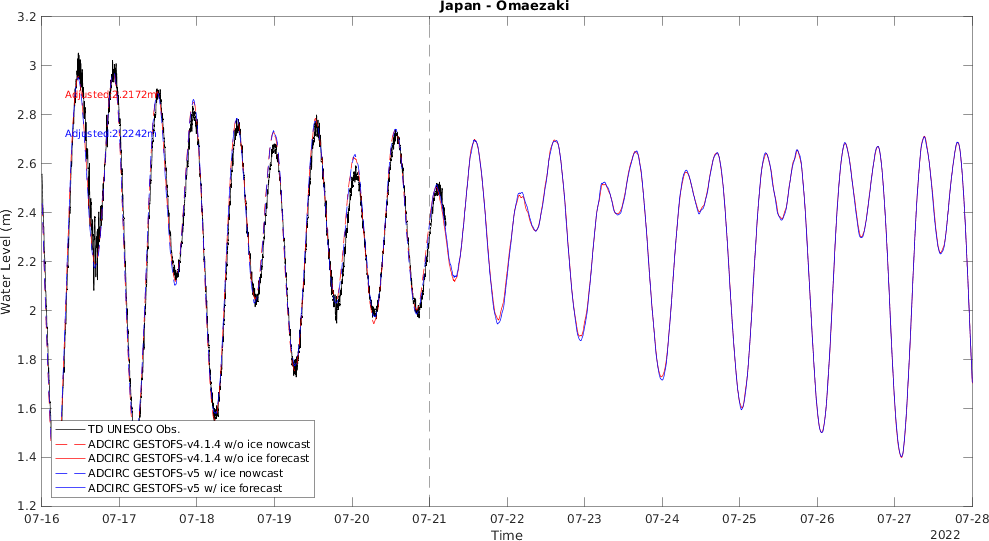 Japan - Omaezaki
3.2
3
2.8
2.6
2.4
2.2
2
1.8
1.6
1.4
1.2
Water Level (m)
Adjusted:2.2172m
Adjusted:2.2242m
TD UNESCO Obs.
ADCIRC GESTOFS-v4.1.4 w/o ice nowcast
ADCIRC GESTOFS-v4.1.4 w/o ice forecast
ADCIRC GESTOFS-v5 w/ ice nowcast
ADCIRC GESTOFS-v5 w/ ice forecast
07-16 07-17 07-18 07-19 07-20 07-21 07-22 07-23 07-24 07-25 07-26 07-27 07-28
Time
2022